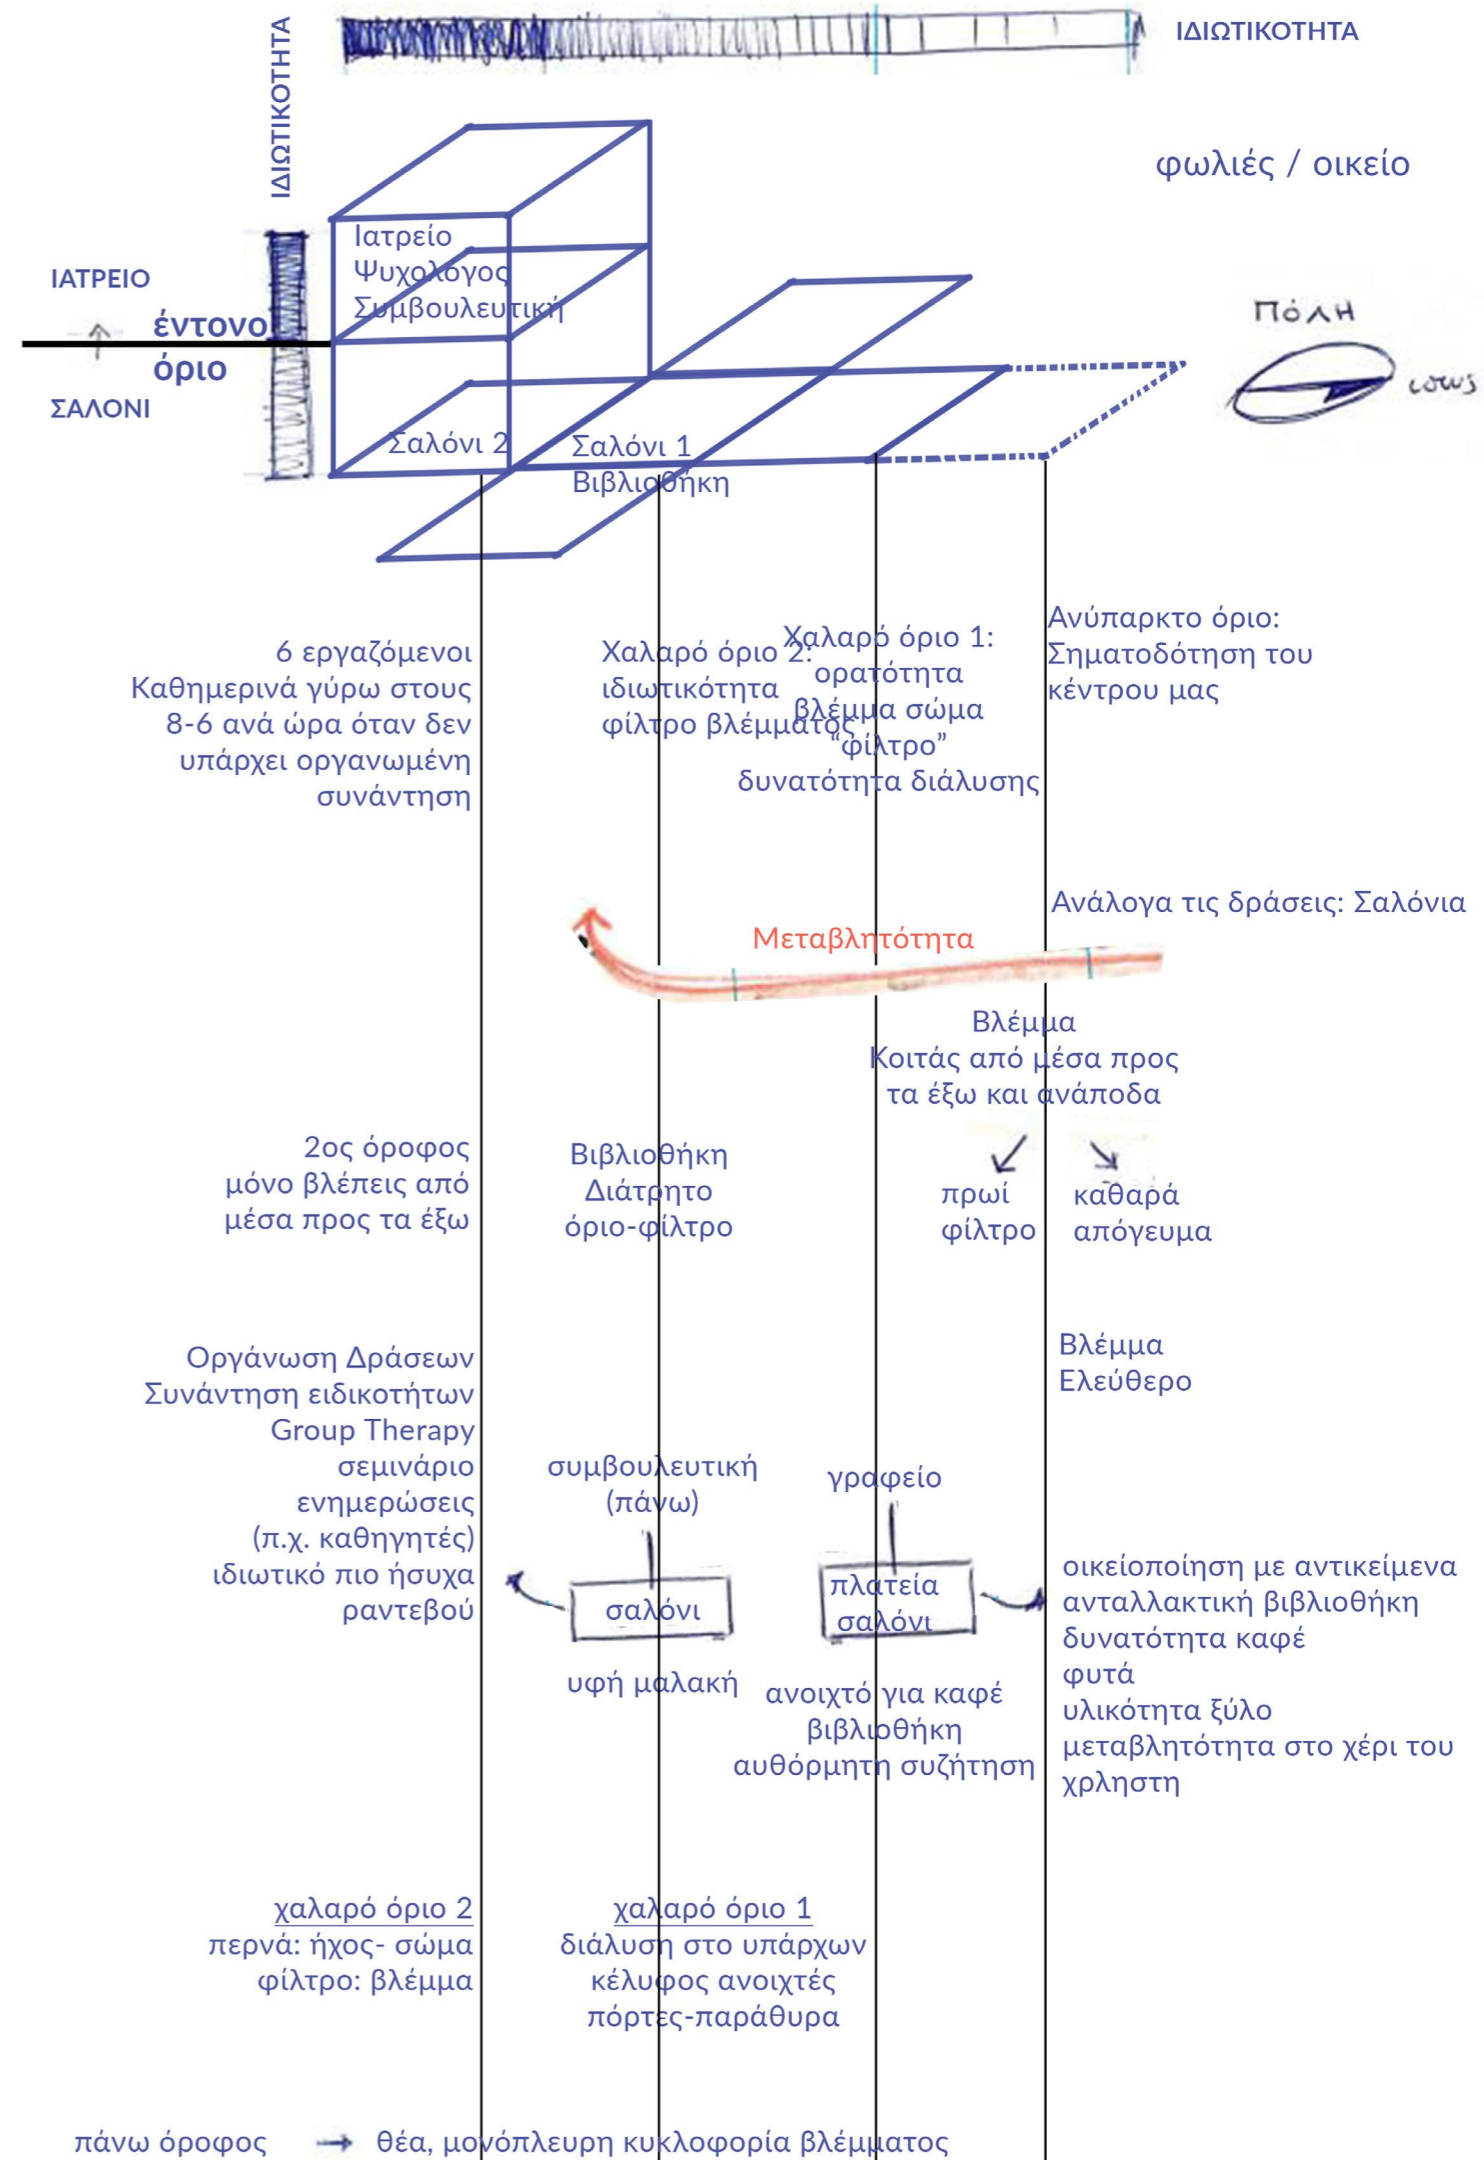 ΙΔΙΩΤΙΚΟΤΗΤΑ
ΙΔΙΩΤΙΚΟΤΗΤΑ
φωλιές / οικείο
Ιατρείο
Ψυχολόγος
Συμβουλευτική
ΙΑΤΡΕΙΟ
έντονο
όριο
ΣΑΛΟΝΙ
ΠόΛΗ
ισως
Σαλόνι 2
Σαλόνι 1
Βιβλιοθήκη
6 εργαζόμενοι
Καθημερινά γύρω στους
8-6 ανά ώρα όταν δεν
υπάρχει οργανωμένη
συνάντηση
Χαλαρό όριο 2:
ιδιωτικότητα
φίλτρο βλέμματος
Χαλαρό όριο 1:
ορατότητα
βλέμμα σώμα
“φίλτρο”
δυνατότητα διάλυσης
Ανύπαρκτο όριο:
Σηματοδότηση του
κέντρου μας
Ανάλογα τις δράσεις: Σαλόνια
Μεταβλητότητα
Βλέμμα
Κοιτάς από μέσα προς
τα έξω και ανάποδα
πρωί
φίλτρο
καθαρά
απόγευμα
2ος όροφος
μόνο βλέπεις από
μέσα προς τα έξω
Βιβλιοθήκη
Διάτρητο
όριο-φίλτρο
Βλέμμα
Ελεύθερο
Οργάνωση Δράσεων
Συνάντηση ειδικοτήτων
Group Therapy
σεμινάριο
ενημερώσεις
(π.χ. καθηγητές)
ιδιωτικό πιο ήσυχα
ραντεβού
συμβουλευτική
(πάνω)
σαλόνι
υφή μαλακή
γραφείο
πλατεία
σαλόνι
ανοιχτό για καφέ
βιβλιοθήκη
αυθόρμητη συζήτηση
οικείοποίηση με αντικείμενα
ανταλλακτική βιβλιοθήκη
δυνατότητα καφέ
φυτά
υλικότητα ξύλο
μεταβλητότητα στο χέρι του
χρληστη
χαλαρό όριο 2
περνά: ήχος- σώμα
φίλτρο: βλέμμα
χαλαρό όριο 1
διάλυση στο υπάρχων
κέλυφος ανοιχτές
πόρτες-παράθυρα
πάνω όροφος → θέα, μονόπλευρη κυκλοφορία βλέμματος